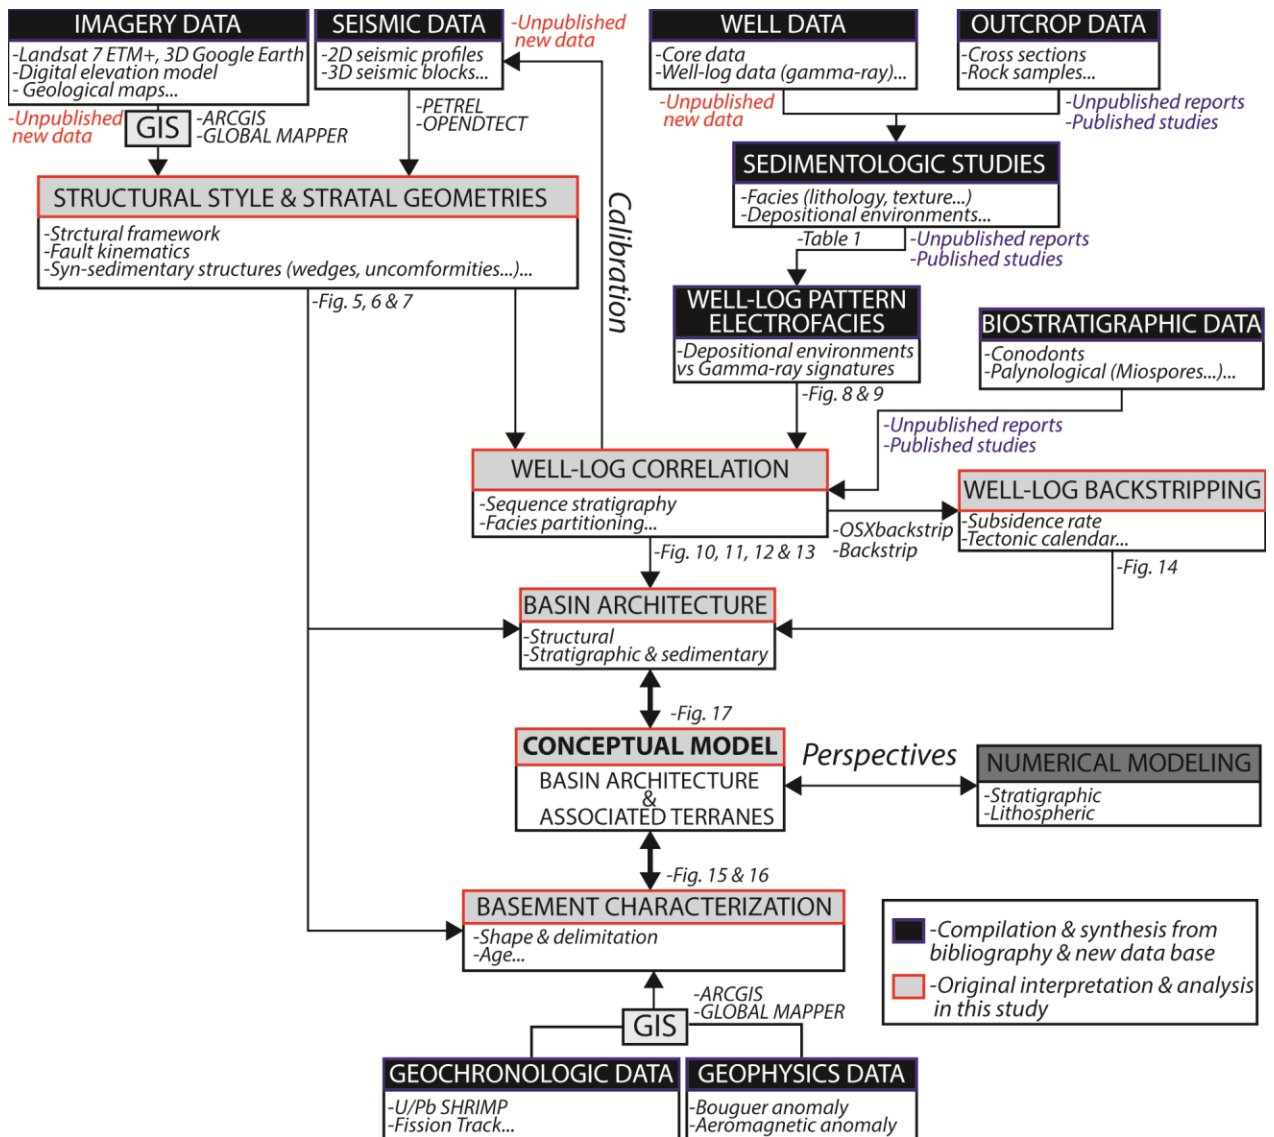 IMAGERY DATA
-Landsat 7 ETM+, 3D Google Earth
-Digital elevation model
- Geological maps...
-Unpublished
new data
GIS
-ARCGIS
-GLOBAL MAPPER
SEISMIC DATA
-2D seismic profiles
-3D seismic blocks...
-Unpublished
new data
-PETREL
-OPENDTECT
WELL DATA
-Core data
-Well-log data (gamma-ray)...
-Unpublished
new data
OUTCROP DATA
-Cross sections
-Rock samples...
-Unpublished reports
-Published studies
SEDIMENTOLOGIC STUDIES
-Facies (lithology, texture...)
-Depositional environments...
-Table 1
-Unpublished reports
-Published studies
STRUCTURAL STYLE & STRATAL GEOMETRIES
-Strctural framework
-Fault kinematics
-Syn-sedimentary structures (wedges, uncomformities...)...
-Fig. 5, 6 & 7
Calibration
WELL-LOG PATTERN
ELECTROFACIES
-Depositional environments
vs Gamma-ray signatures
-Fig. 8 & 9
BIOSTRATIGRAPHIC DATA
-Conodonts
-Palynological (Miospores...)...
-Unpublished reports
-Published studies
WELL-LOG CORRELATION
-Sequence stratigraphy
-Facies partitioning...
-Fig. 10, 11, 12 & 13
-OSXbackstrip
-Backstrip
WELL-LOG BACKSTRIPPING
-Subsidence rate
-Tectonic calendar...
-Fig. 14
BASIN ARCHITECTURE
-Structural
-Stratigraphic & sedimentary
-Fig. 17
CONCEPTUAL MODEL
BASIN ARCHITECTURE
&
ASSOCIATED TERRANES
Perspectives
NUMERICAL MODELING
-Stratigraphic
-Lithospheric
-Fig. 15 & 16
BASEMENT CHARACTERIZATION
-Shape & delimitation
-Age...
-ARCGIS
-GLOBAL MAPPER
GIS
GEOCHRONOLOGIC DATA
-U/Pb SHRIMP
-Fission Track...
GEOPHYSICS DATA
-Bouguer anomaly
-Aeromagnetic anomaly
-Compilation & synthesis from
bibliography & new data base
-Original interpretation & analysis
in this study